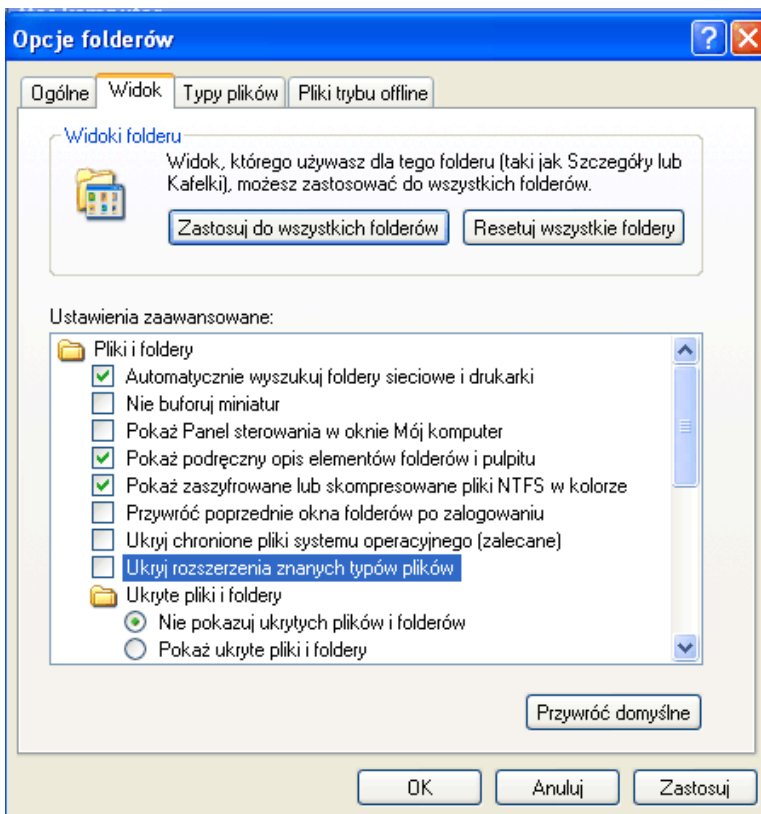 Opcje folderów
Ogólne Widok Typy plików Pliki trybu offline
Widoki folderu
Widok, którego używasz dla tego folderu (taki jak Szczegóły lub
Kafelki), możesz zastosować do wszystkich folderów.
Zastosuj do wszystkich folderów Resetuj wszystkie foldery
Ustawienia zaawansowane:
Pliki i foldery
Automatycznie wyszukuj foldery sieciowe i drukarki
Nie buforuj miniatur
Pokaż Panel sterowania w oknie Mój komputer
Pokaż podręczny opis elementów folderów i pulpitu
Pokaż zaszyfrowane lub skompresowane pliki NTFS w kolorze
Przywróć poprzednie okna folderów po zalogowaniu
Ukryj chronione pliki systemu operacyjnego (zalecane)
Ukryj rozszerzenia znanych typów plików
Ukryte pliki i foldery
Nie pokazuj ukrytych plików i folderów
Pokaż ukryte pliki i foldery
Przywróć domyślne
OK Anuluj Zastosuj